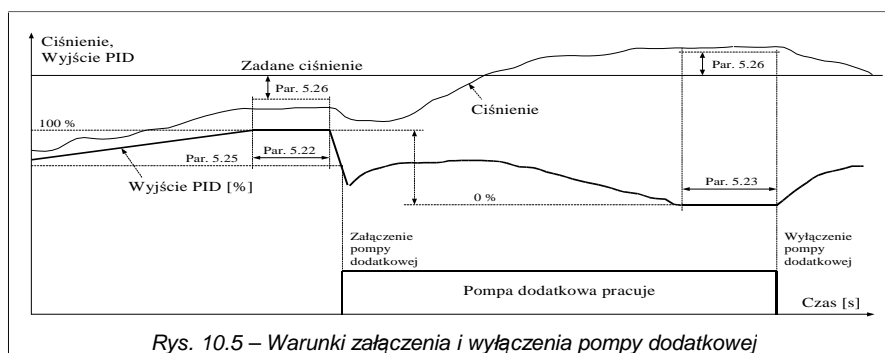 Ciśnienie,
Wyjście PID
Zadane ciśnienie
Par. 5.26
Par. 5.26
Ciśnienie
100 %
Par. 5.25
Par. 5.22
Wyjście PID [%]
Par. 5.23
0 %
Załączenie
pompy
dodatkowej
Wyłączenie
pompy
dodatkowej
Pompa dodatkowa pracuje
Czas [s]
Rys. 10.5 – Warunki załączenia i wyłączenia pompy dodatkowej